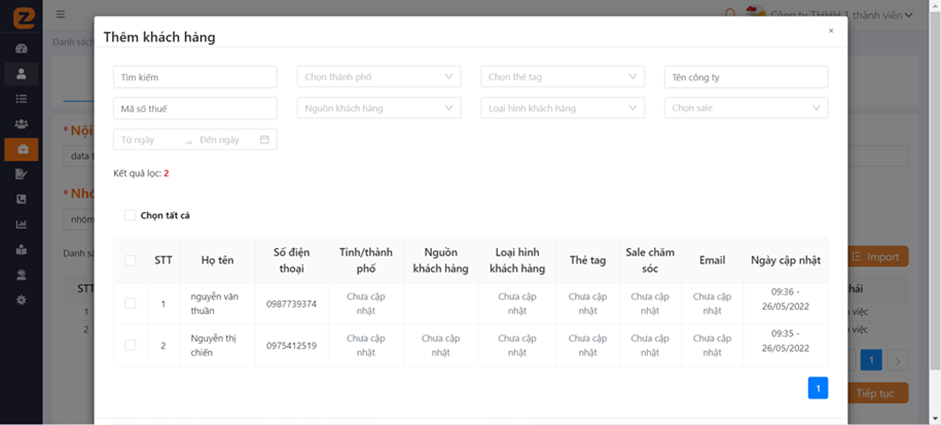 Công ty TNHH 1 thành viên
Danh sách
Thêm khách hàng
×
Tìm kiếm
Chọn thành phố
Chọn thẻ tag
Tên công ty
Mã số thuế
Nguồn khách hàng
Loại hình khách hàng
Chọn sale
Từ ngày → Đến ngày
Kết quả lọc: 2
Chọn tất cả
STT
Họ tên
Số điện
thoại
Tỉnh/thành
phố
Nguồn
khách hàng
Loại hình
khách hàng
Thẻ tag
Sale chăm
sóc
Email
Ngày cập nhật
1
nguyễn văn
thuần
0987739374
Chưa cập
nhật
Chưa cập
nhật
Chưa cập
nhật
Chưa cập
nhật
Chưa cập
nhật
09:36 -
26/05/2022
2
Nguyễn thị
chiến
0975412519
Chưa cập
nhật
Chưa cập
nhật
Chưa cập
nhật
Chưa cập
nhật
Chưa cập
nhật
Chưa cập
nhật
09:35 -
26/05/2022
1
* Nội
data t
* Nhó
nhóm
Danh sá
Import
STT
hái
1
việc
2
việc
1
Tiếp tục